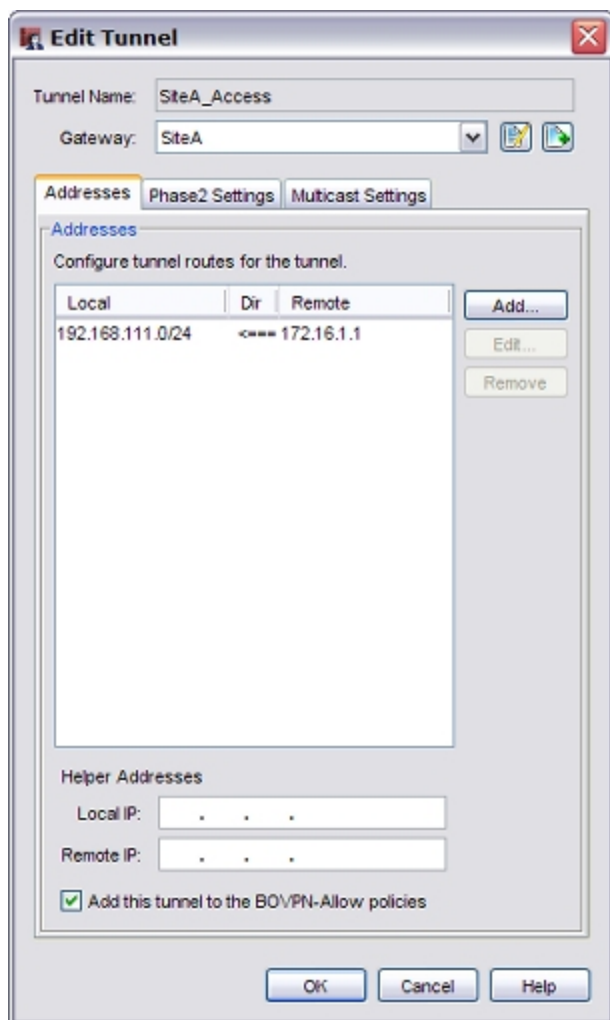 Edit Tunnel
Tunnel Name: SiteA_Access
Gateway: SiteA
Addresses Phase2 Settings Multicast Settings
Addresses
Configure tunnel routes for the tunnel.
Local Dir Remote
192.168.111.0/24 <=== 172.16.1.1
Add...
Edit...
Remove
Helper Addresses
Local IP: . . .
Remote IP: . . .
Add this tunnel to the BOVPN-Allow policies
OK Cancel Help